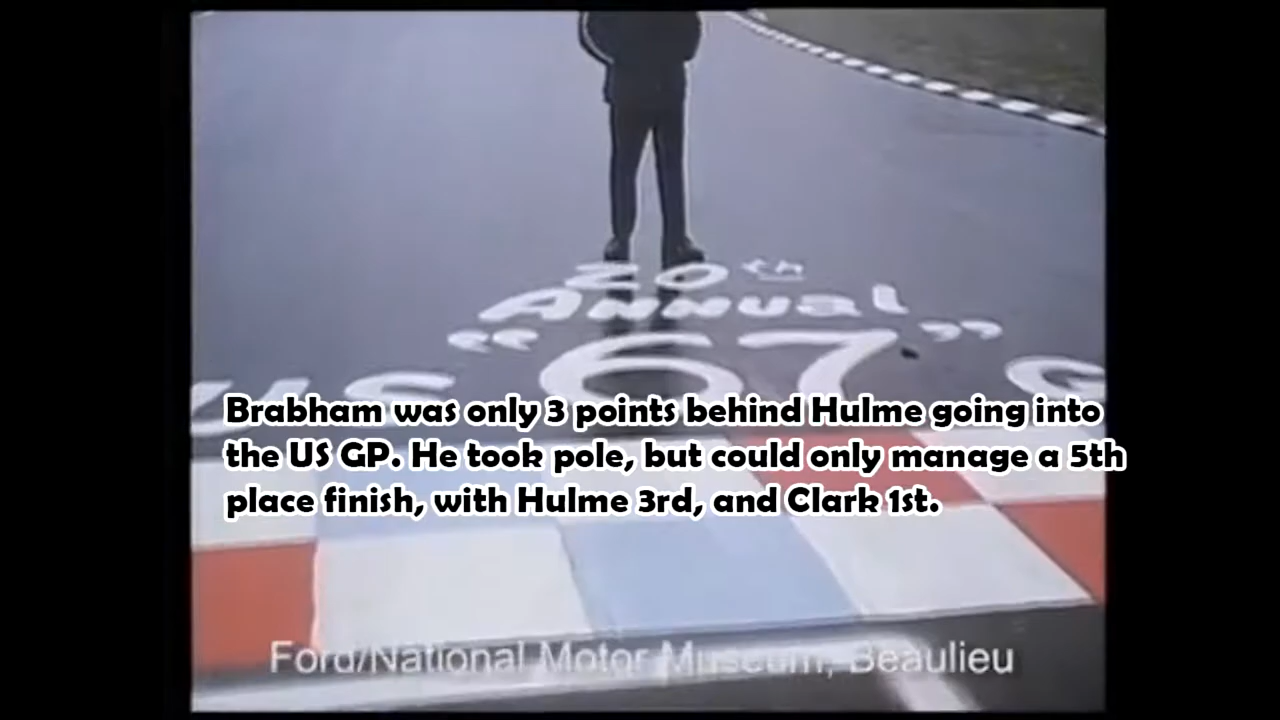 20th
Annual
US "67" G
Brabham was only 3 points behind Hulme going into
the US GP. He took pole, but could only manage a 5th
place finish, with Hulme 3rd, and Clark 1st.
Ford/National Motor Museum, Beaulieu